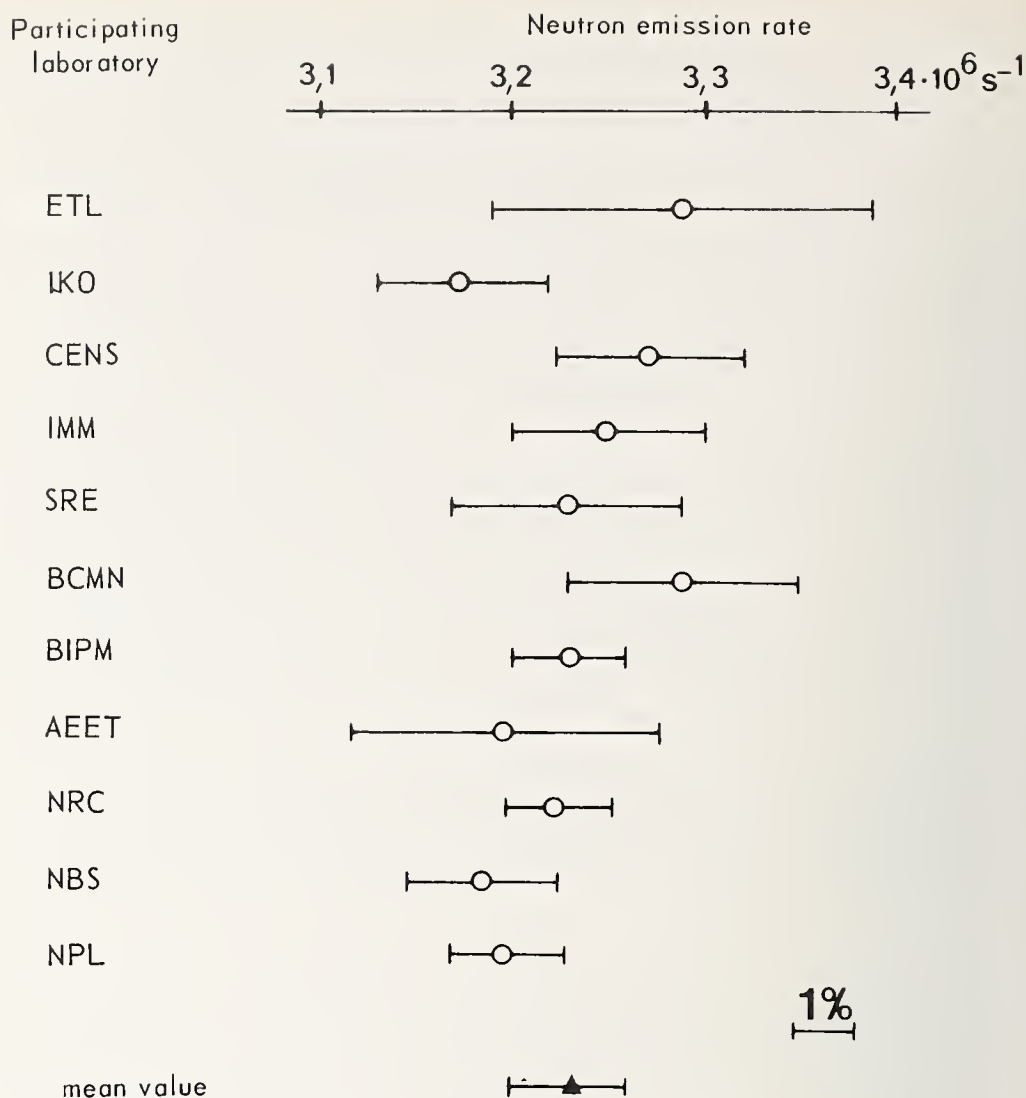 Participating
laboratory
Neutron emission rate
3,1 3,2 3,3 3,4·10⁶ s⁻¹
ETL
IKO
CENS
IMM
SRE
BCMN
BIPM
AEET
NRC
NBS
NPL
1%
mean value